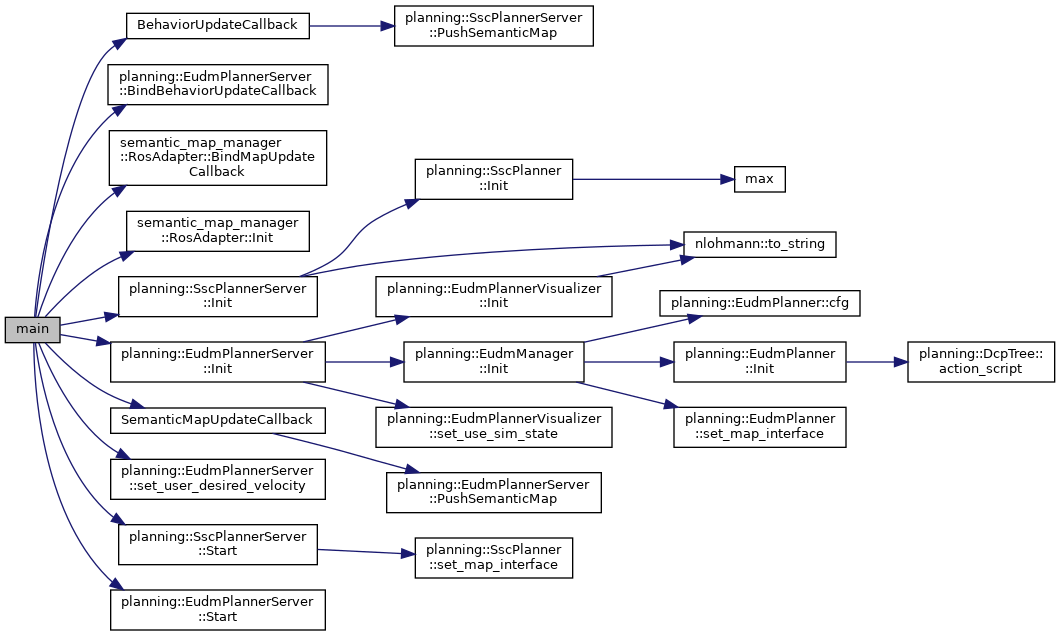 main
BehaviorUpdateCallback
planning::EudmPlannerServer
::BindBehaviorUpdateCallback
semantic_map_manager
::RosAdapter::BindMapUpdate
Callback
semantic_map_manager
::RosAdapter::Init
planning::SscPlannerServer
::Init
planning::EudmPlannerServer
::Init
SemanticMapUpdateCallback
planning::EudmPlannerServer
::set_user_desired_velocity
planning::SscPlannerServer
::Start
planning::EudmPlannerServer
::Start
planning::SscPlannerServer
::PushSemanticMap
planning::SscPlanner
::Init
planning::EudmPlannerVisualizer
::Init
planning::EudmManager
::Init
planning::EudmPlannerVisualizer
::set_use_sim_state
planning::EudmPlannerServer
::PushSemanticMap
planning::SscPlanner
::set_map_interface
max
nlohmann::to_string
planning::EudmPlanner::cfg
planning::EudmPlanner
::Init
planning::EudmPlanner
::set_map_interface
planning::DcpTree::
action_script